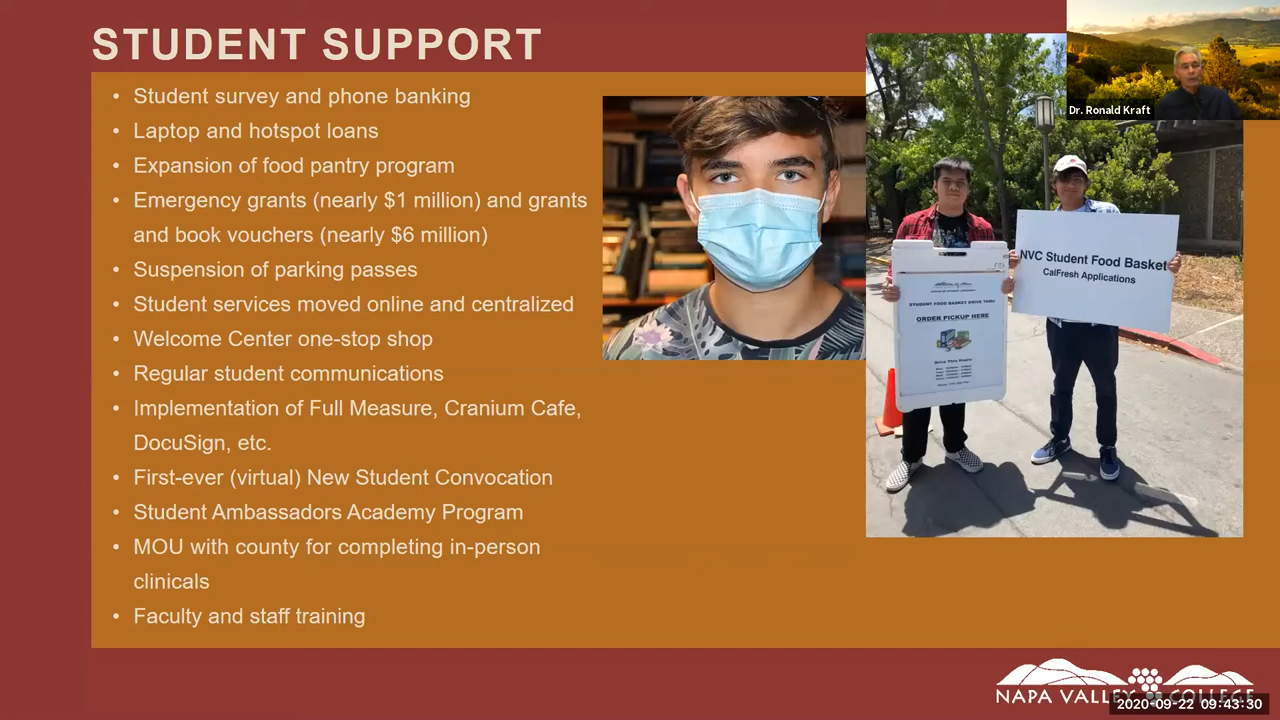 STUDENT SUPPORT
• Student survey and phone banking
• Laptop and hotspot loans
• Expansion of food pantry program
• Emergency grants (nearly $1 million) and grants
and book vouchers (nearly $6 million)
• Suspension of parking passes
• Student services moved online and centralized
• Welcome Center one-stop shop
• Regular student communications
• Implementation of Full Measure, Cranium Cafe,
DocuSign, etc.
• First-ever (virtual) New Student Convocation
• Student Ambassadors Academy Program
• MOU with county for completing in-person
clinicals
• Faculty and staff training
Dr. Ronald Kraft
STUDENT FOOD BASKET DRIVE THRU
ORDER PICKUP HERE
Drive Thru Hours:
NVC Student Food Basket
CalFresh Applications
NAPA VALLEY COLLEGE
2020-09-22 09:43:30